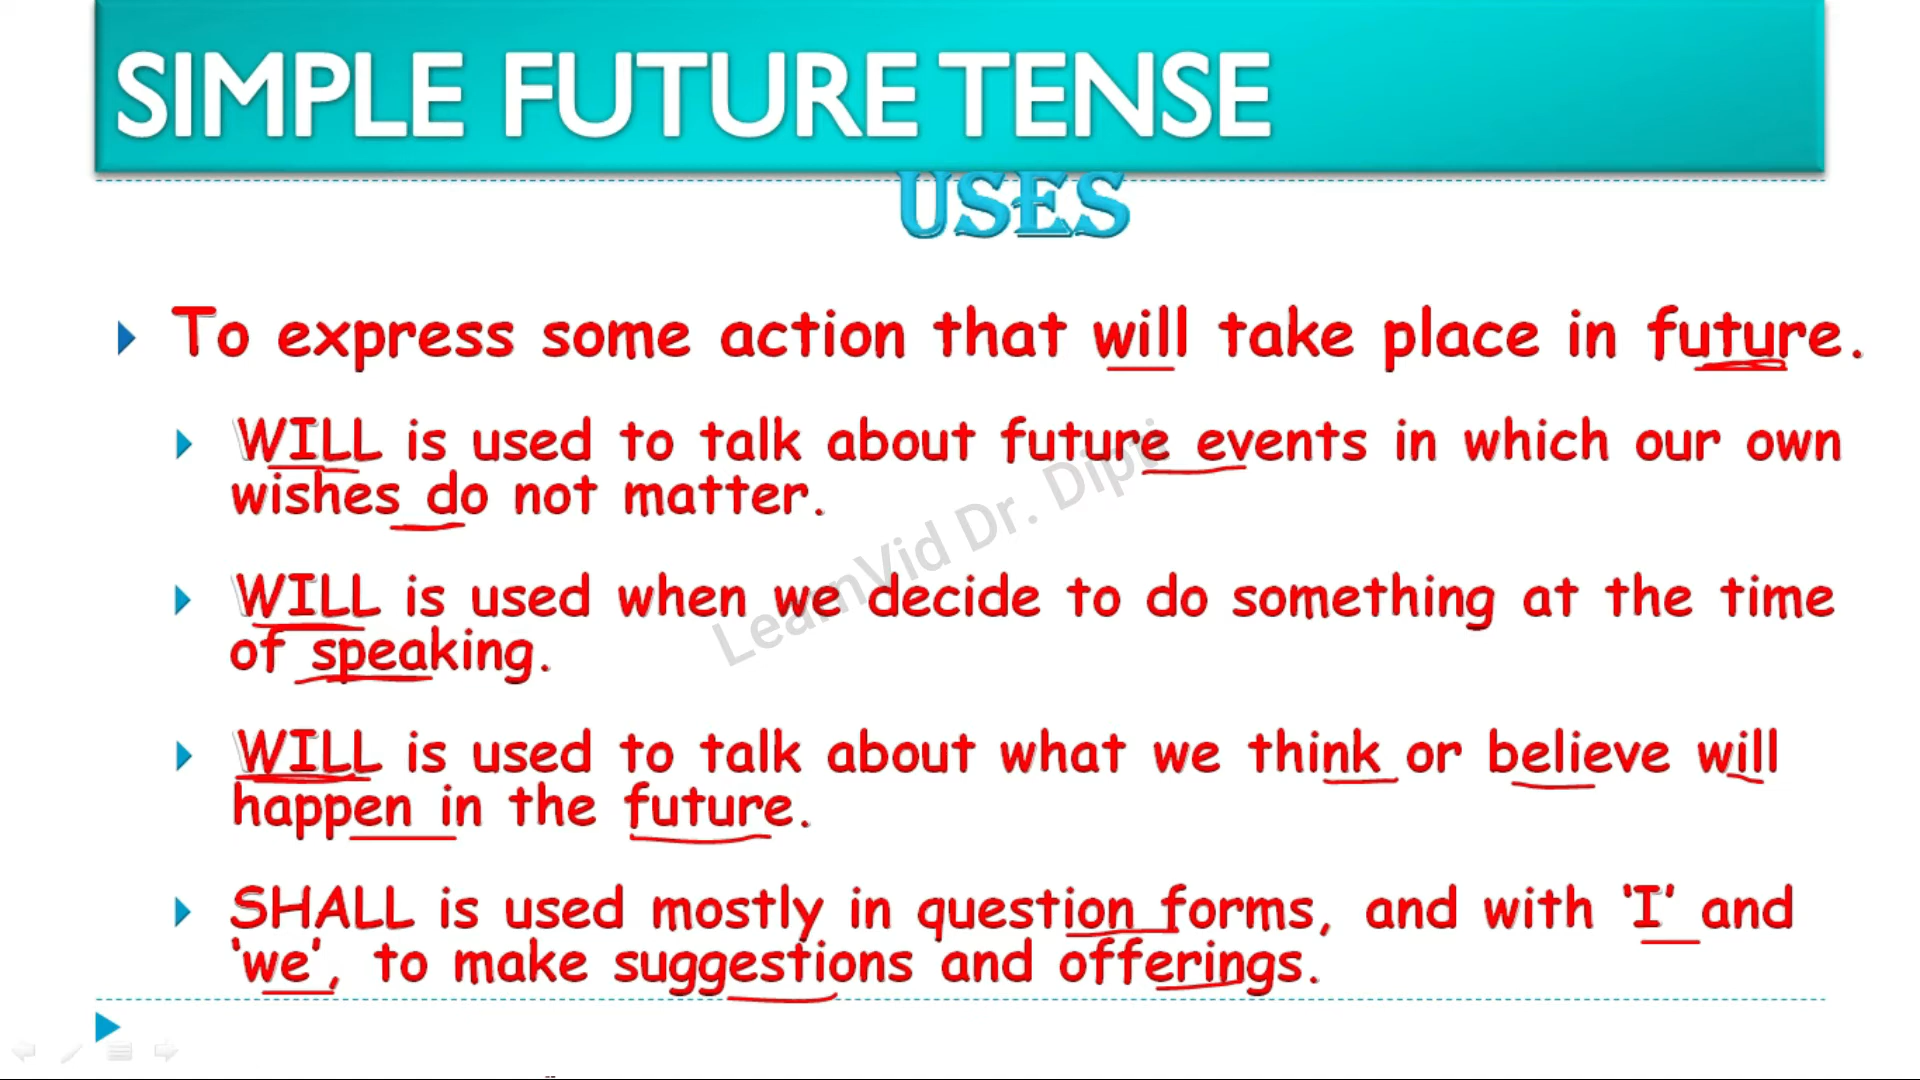 SIMPLE FUTURE TENSE
USES
To express some action that will take place in future.
WILL is used to talk about future events in which our own
wishes do not matter.
WILL is used when we decide to do something at the time
of speaking.
WILL is used to talk about what we think or believe will
happen in the future.
SHALL is used mostly in question forms, and with ‘I’ and
‘we’, to make suggestions and offerings.
LearnVid Dr. Dipti